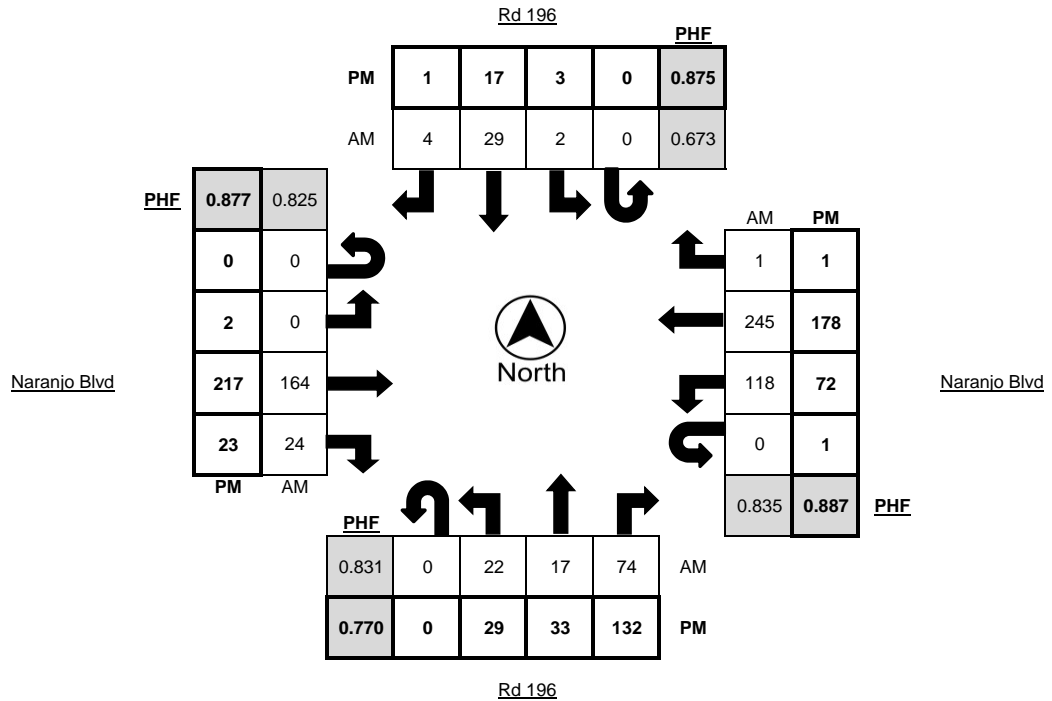 Rd 196
PHF
PM 1 17 3 0 0.875
AM 4 29 2 0 0.673
PHF 0.877 0.825
AM PM
0 0
1 1
2 0
245 178
North
Naranjo Blvd 217 164
118 72 Naranjo Blvd
23 24
0 1
PM AM
0.835 0.887 PHF
PHF
0.831 0 22 17 74 AM
0.770 0 29 33 132 PM
Rd 196